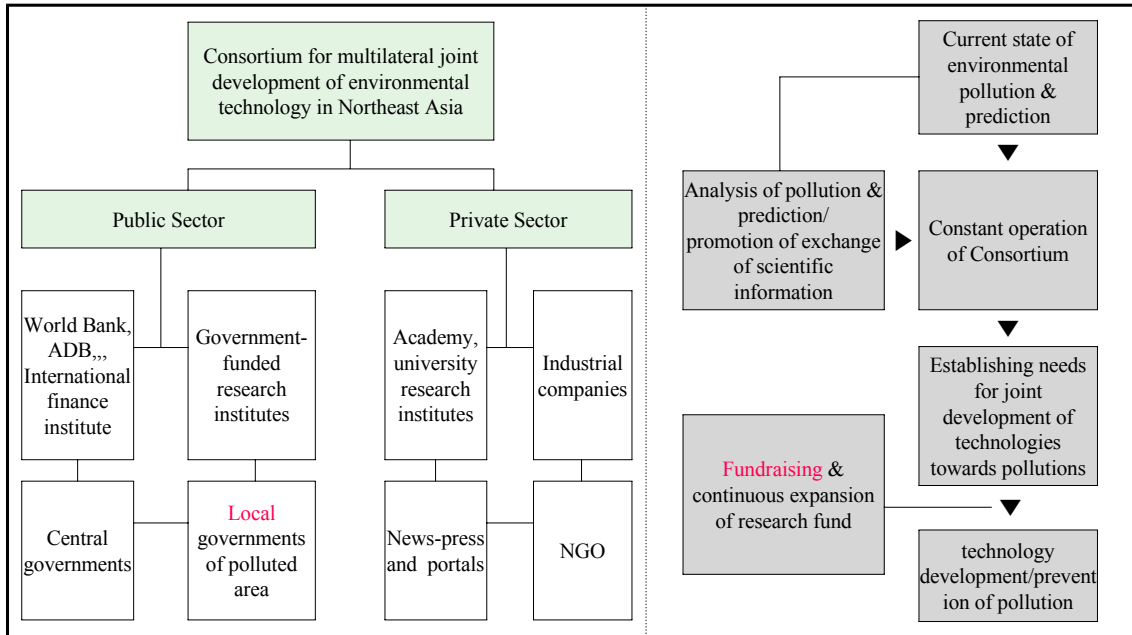 Consortium for multilateral joint
development of environmental
technology in Northeast Asia
Public Sector
Private Sector
World Bank,
ADB,,,
International
finance
institute
Government-
funded
research
institutes
Academy,
university
research
institutes
Industrial
companies
Central
governments
Local
governments
of polluted
area
News-press
and portals
NGO
Current state of
environmental
pollution &
prediction
Analysis of pollution &
prediction/
promotion of exchange
of scientific
information
Constant operation
of Consortium
Establishing needs
for joint
development of
technologies
towards pollutions
Fundraising &
continuous expansion
of research fund
technology
development/prevent
ion of pollution